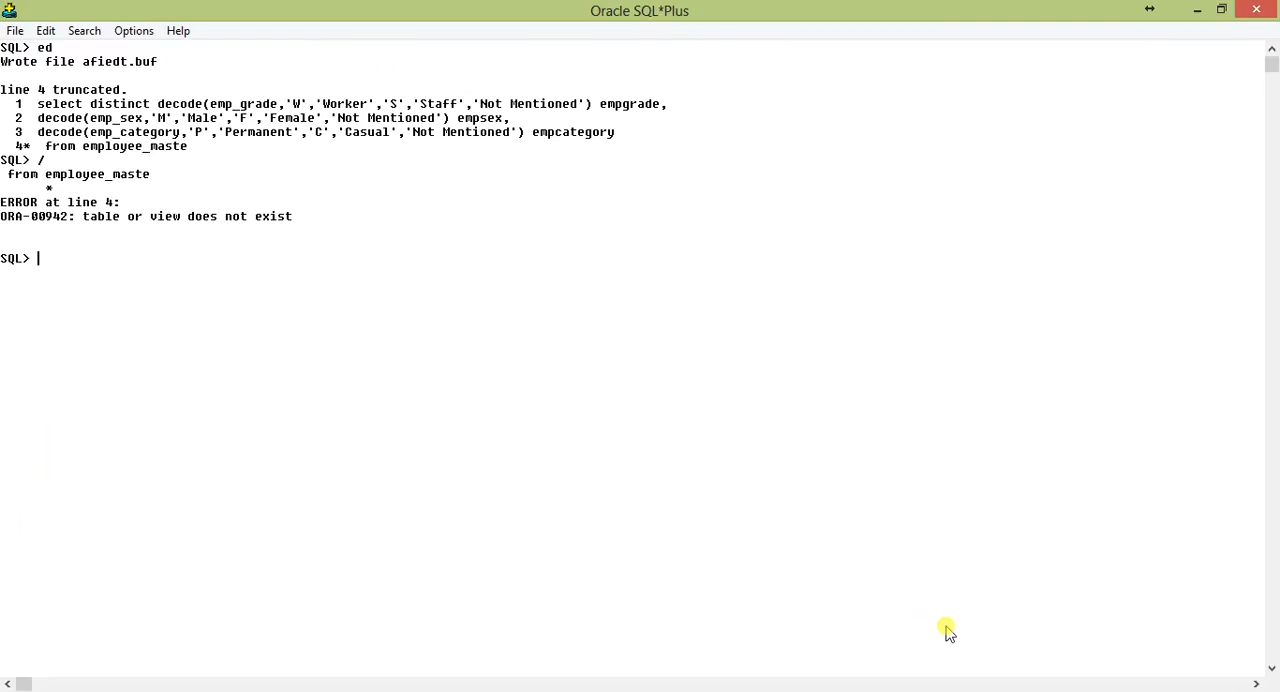 Oracle SQL*Plus
File Edit Search Options Help
SQL> ed
Wrote file afiedt.buf
line 4 truncated.
1 select distinct decode(emp_grade,'W','Worker','S','Staff','Not Mentioned') empgrade,
2 decode(emp_sex,'M','Male','F','Female','Not Mentioned') empsex,
3 decode(emp_category,'P','Permanent','C','Casual','Not Mentioned') empcategory
4* from employee_maste
SQL> /
from employee_maste
*
ERROR at line 4:
ORA-00942: table or view does not exist
SQL>